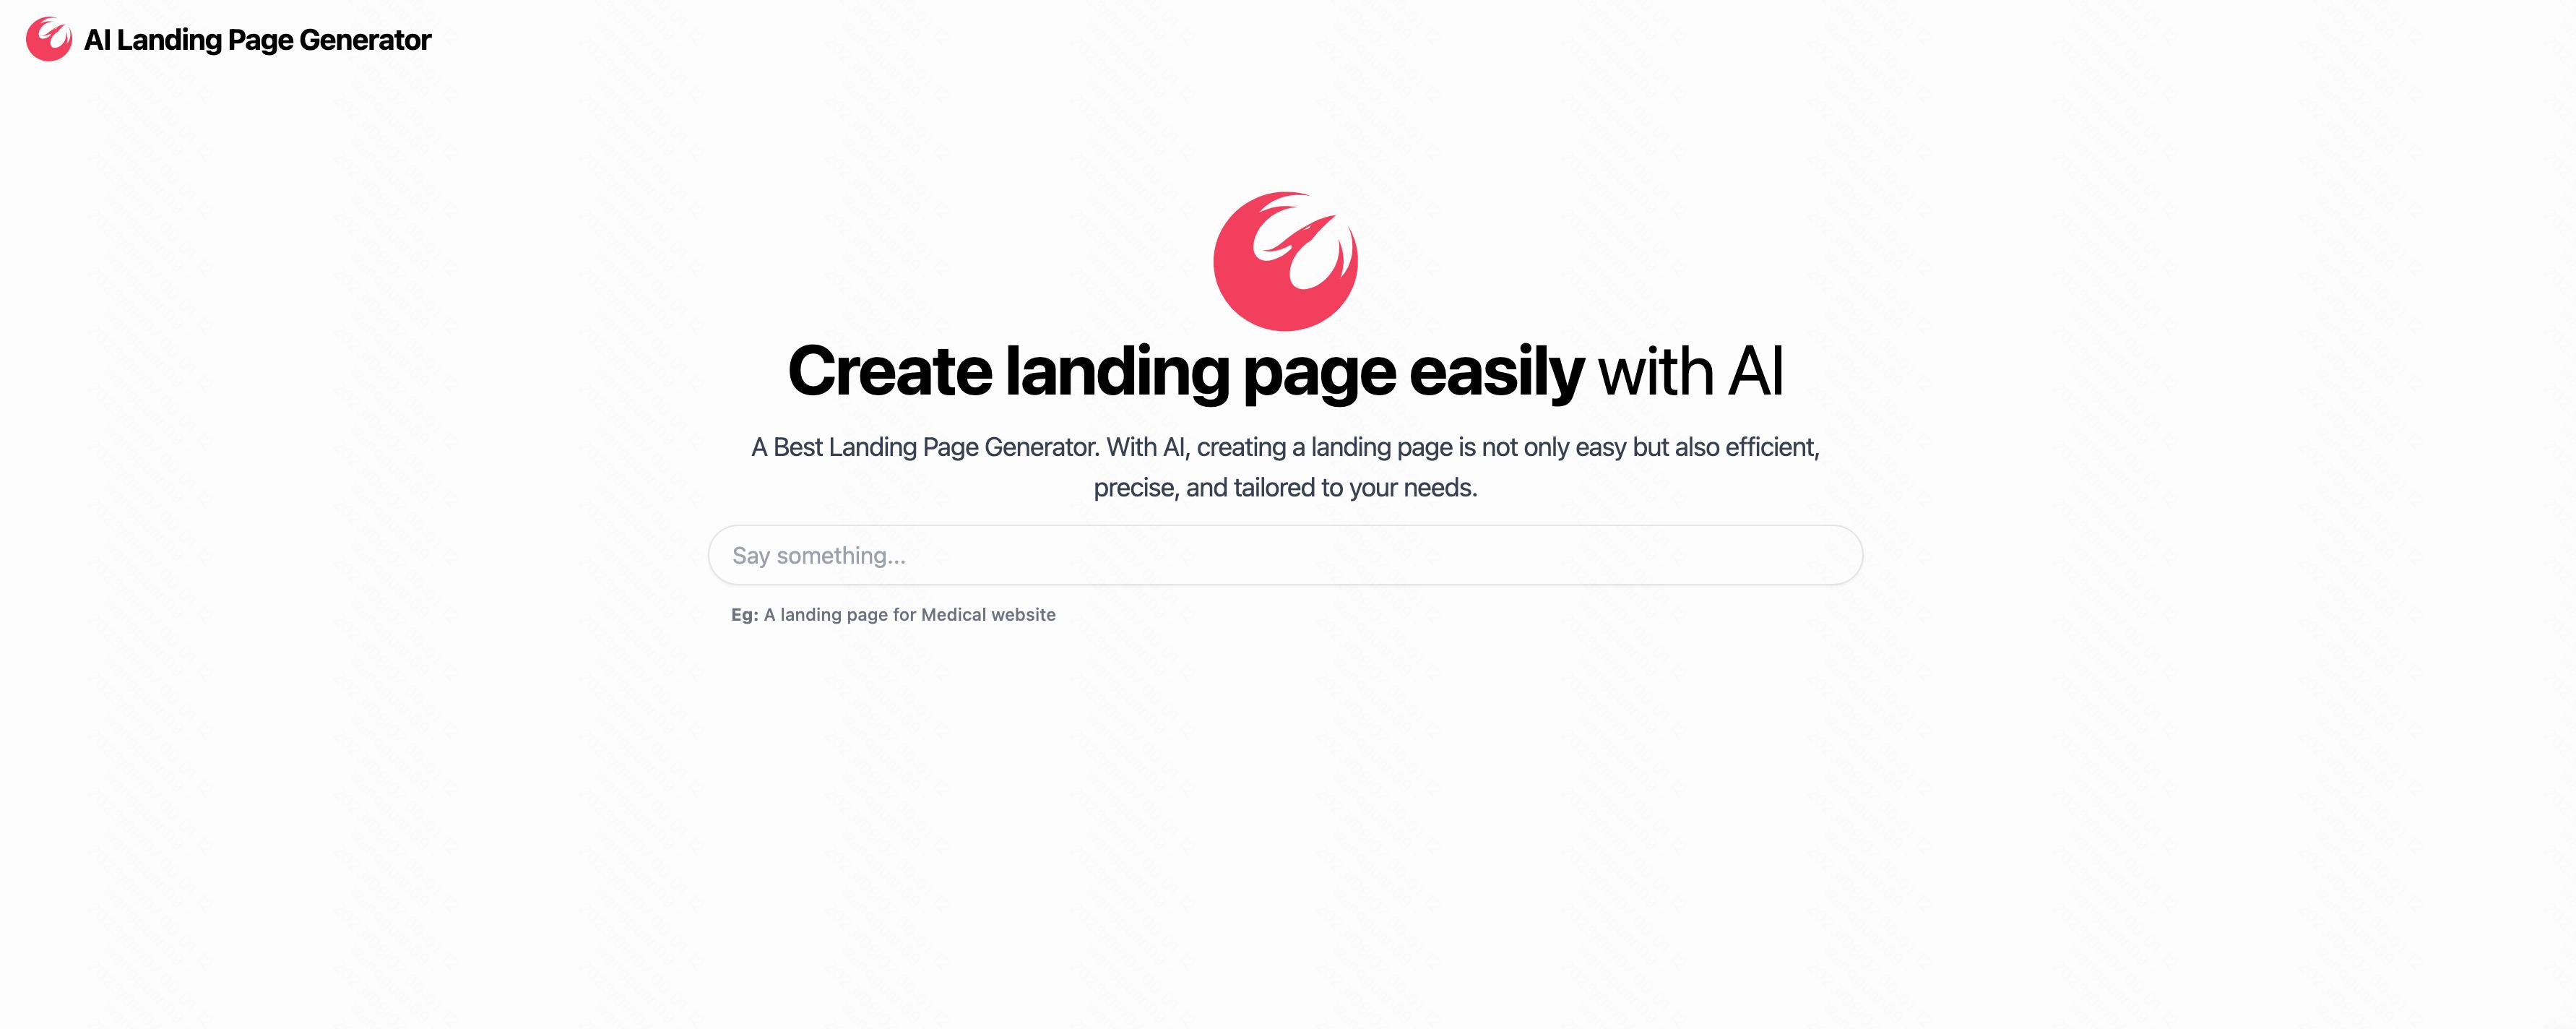 AI Landing Page Generator
Create landing page easily with AI
A Best Landing Page Generator. With AI, creating a landing page is not only easy but also efficient,
precise, and tailored to your needs.
Say something...
Eg: A landing page for Medical website